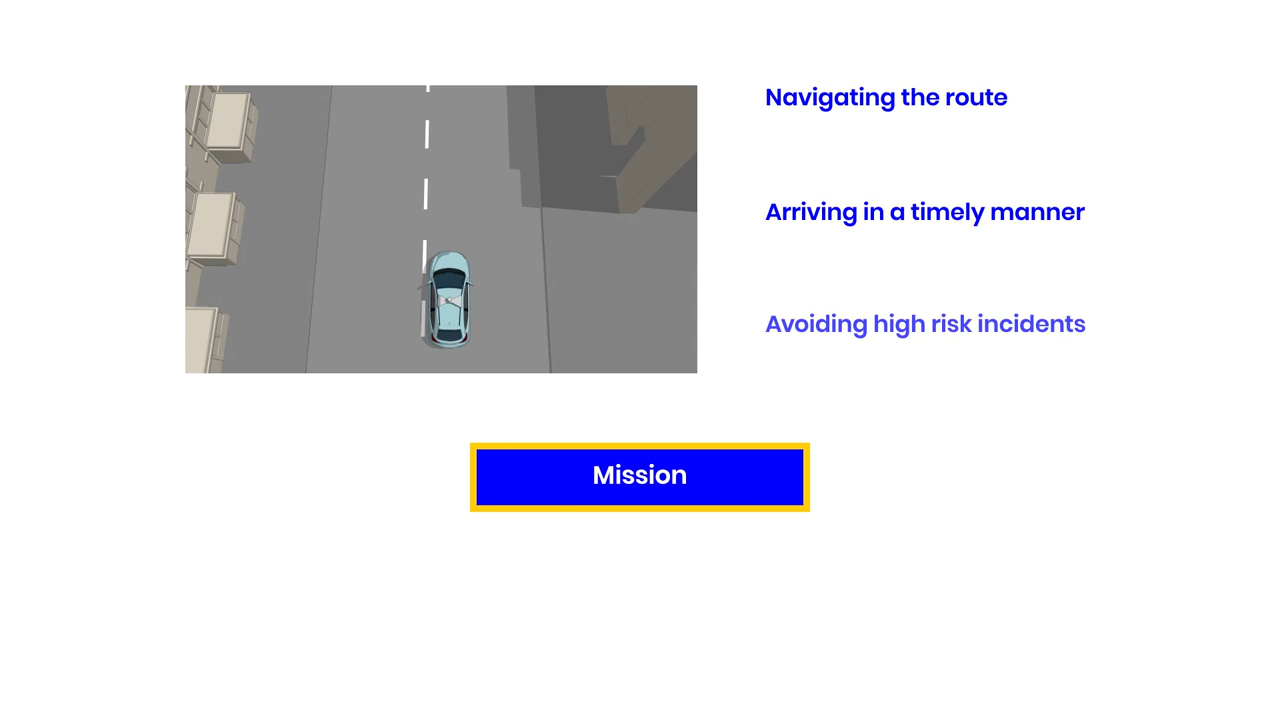 Navigating the route
Arriving in a timely manner
Avoiding high risk incidents
Mission